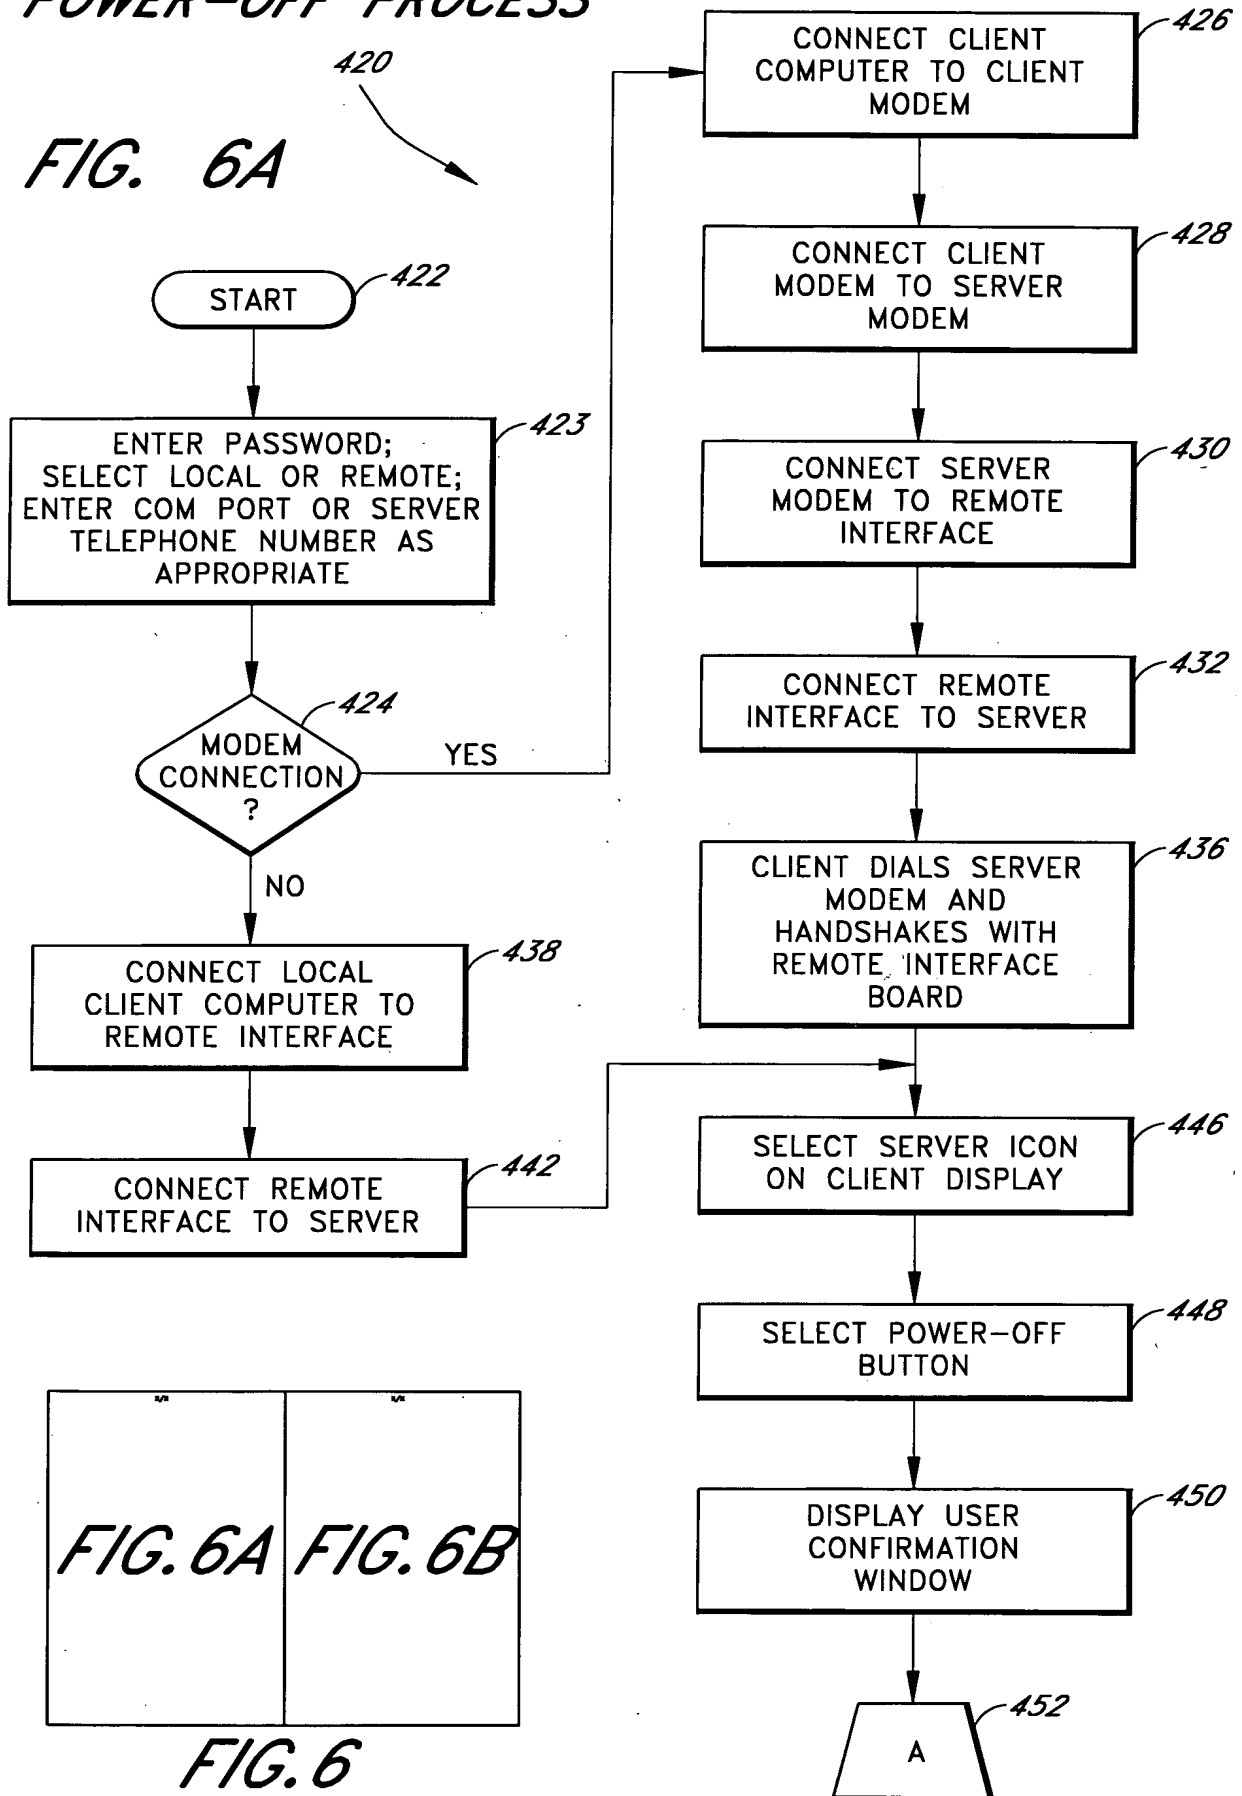 POWER-OFF PROCESS
420
FIG. 6A
START
422
ENTER PASSWORD;
SELECT LOCAL OR REMOTE;
ENTER COM PORT OR SERVER
TELEPHONE NUMBER AS
APPROPRIATE
423
MODEM
CONNECTION
?
424
YES
NO
CONNECT LOCAL
CLIENT COMPUTER TO
REMOTE INTERFACE
438
CONNECT REMOTE
INTERFACE TO SERVER
442
CONNECT CLIENT
COMPUTER TO CLIENT
MODEM
426
CONNECT CLIENT
MODEM TO SERVER
MODEM
428
CONNECT SERVER
MODEM TO REMOTE
INTERFACE
430
CONNECT REMOTE
INTERFACE TO SERVER
432
CLIENT DIALS SERVER
MODEM AND
HANDSHAKES WITH
REMOTE INTERFACE
BOARD
436
SELECT SERVER ICON
ON CLIENT DISPLAY
446
SELECT POWER-OFF
BUTTON
448
DISPLAY USER
CONFIRMATION
WINDOW
450
A
452
FIG. 6A
FIG. 6B
FIG. 6